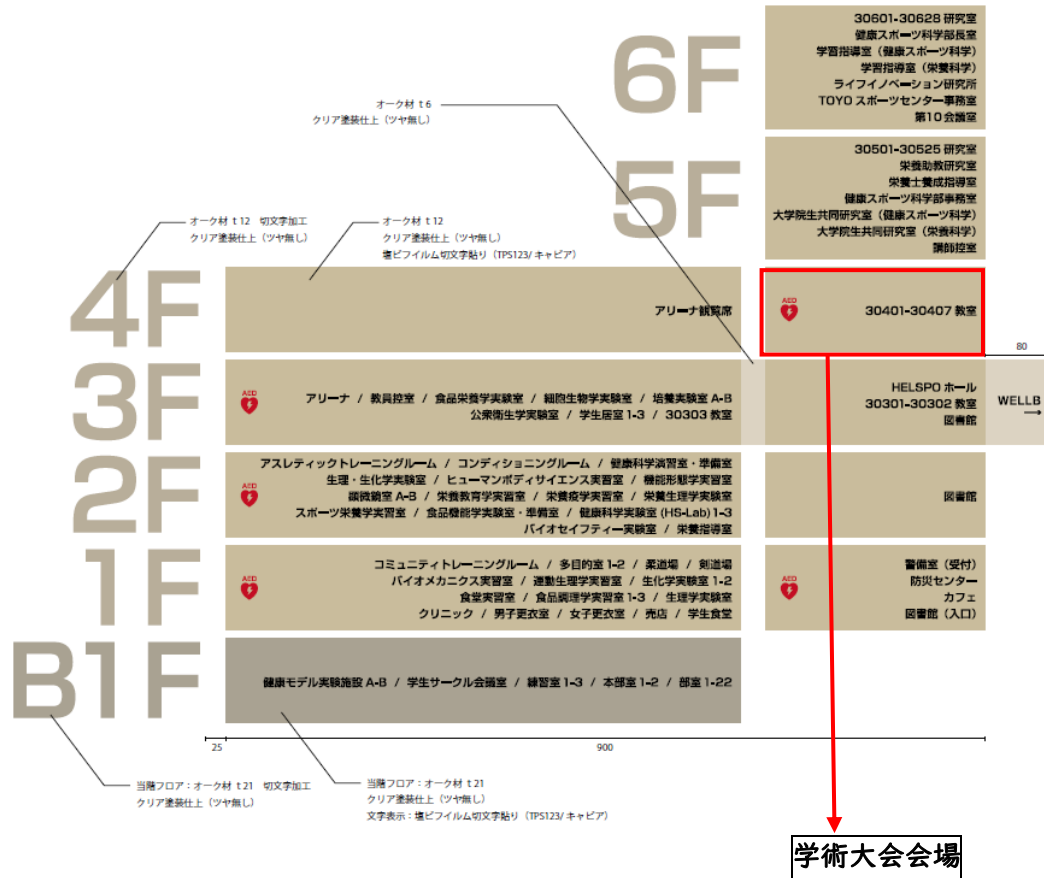 6F
30601-30628 研究室
健康スポーツ科学部長室
学習指導室（健康スポーツ科学）
学習指導室（栄養科学）
ライフイノベーション研究所
TOYO スポーツセンター事務室
第10会議室
オーク材 t 6
クリア塗装仕上（ツヤ無し）
5F
30501-30525 研究室
栄養助教研究室
栄養士養成指導室
健康スポーツ科学部事務室
大学院生共同研究室（健康スポーツ科学）
大学院生共同研究室（栄養科学）
講師控室
オーク材 t 12　切文字加工
クリア塗装仕上（ツヤ無し）
オーク材 t 12
クリア塗装仕上（ツヤ無し）
塩ビフイルム切文字貼り（TPS123/ キャビア）
4F
アリーナ観覧席
AED
30401-30407 教室
80
3F
AED
アリーナ / 教員控室 / 食品栄養学実験室 / 細胞生物学実験室 / 培養実験室 A-B
公衆衛生学実験室 / 学生居室 1-3 / 30303 教室
HELSPO ホール
30301-30302 教室
図書館
WELLB
→
2F
AED
アスレティックトレーニングルーム / コンディショニングルーム / 健康科学演習室・準備室
生理・生化学実験室 / ヒューマンボディサイエンス実習室 / 機能形態学実習室
顕微鏡室 A-B / 栄養教育学実習室 / 栄養疫学実習室 / 栄養生理学実験室
スポーツ栄養学実習室 / 食品機能学実験室・準備室 / 健康科学実験室 (HS-Lab) 1-3
バイオセイフティー実験室 / 栄養指導室
図書館
1F
AED
コミュニティトレーニングルーム / 多目的室 1-2 / 柔道場 / 剣道場
バイオメカニクス実習室 / 運動生理学実習室 / 生化学実験室 1-2
食堂実習室 / 食品調理学実習室 1-3 / 生理学実験室
クリニック / 男子更衣室 / 女子更衣室 / 売店 / 学生食堂
AED
警備室（受付）
防災センター
カフェ
図書館（入口）
B1F
健康モデル実験施設 A-B / 学生サークル会議室 / 練習室 1-3 / 本部室 1-2 / 部室 1-22
25
900
当階フロア：オーク材 t 21　切文字加工
クリア塗装仕上（ツヤ無し）
当階フロア：オーク材 t 21
クリア塗装仕上（ツヤ無し）
文字表示：塩ビフイルム切文字貼り（TPS123/ キャビア）
学術大会会場